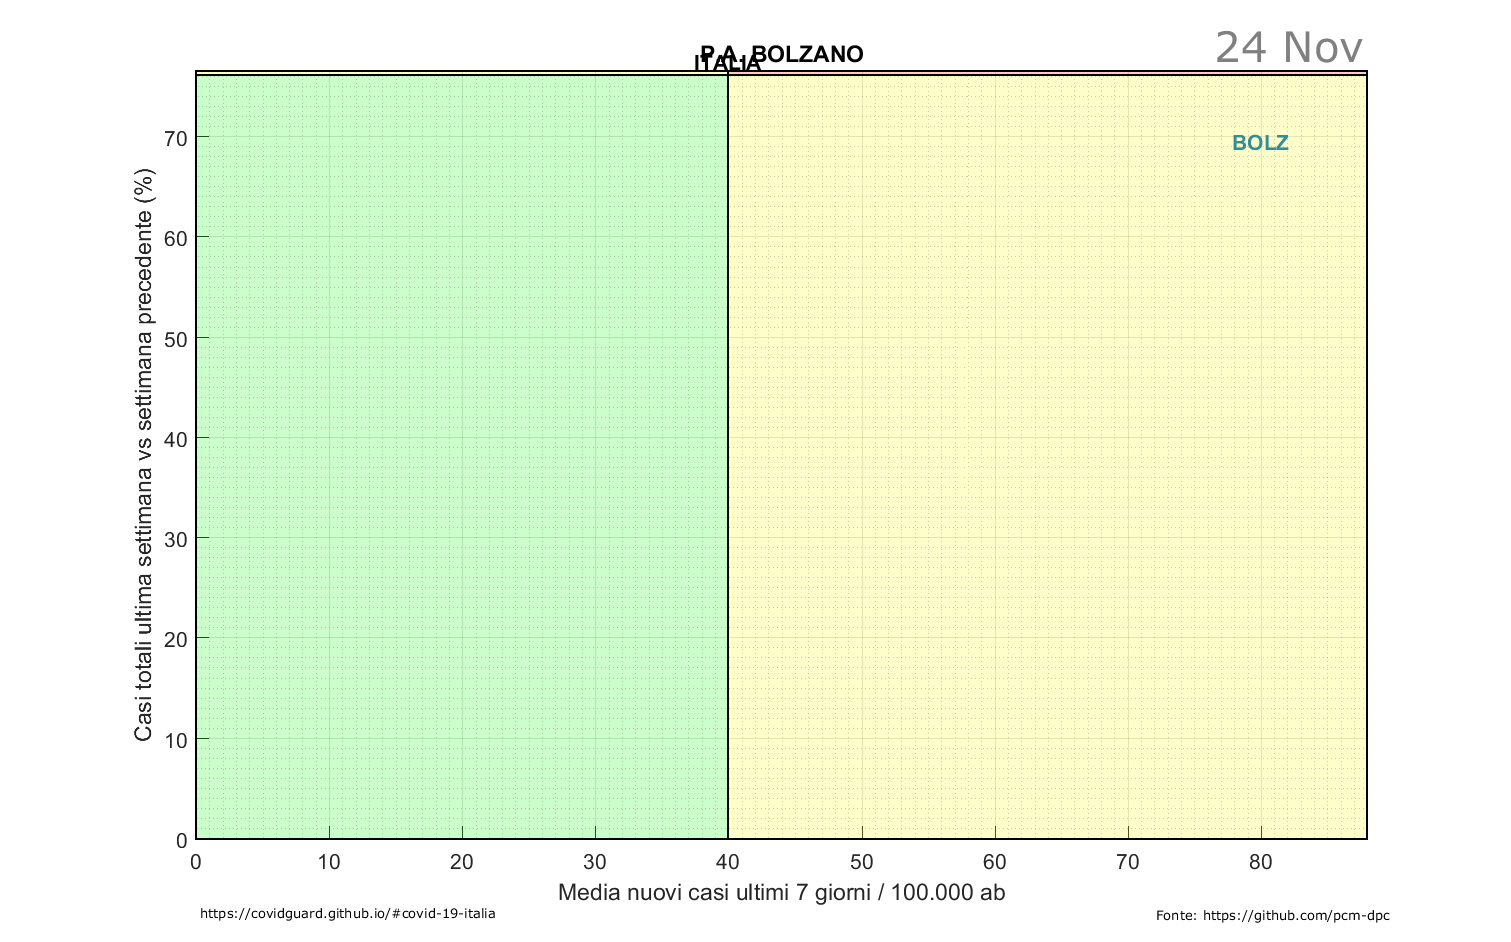 24 Nov
P.A. BOLZANO
ITALIA
BOLZ
70
60
50
40
30
20
10
0
Casi totali ultima settimana vs settimana precedente (%)
0 10 20 30 40 50 60 70 80
Media nuovi casi ultimi 7 giorni / 100.000 ab
https://covidguard.github.io/#covid-19-italia
Fonte: https://github.com/pcm-dpc